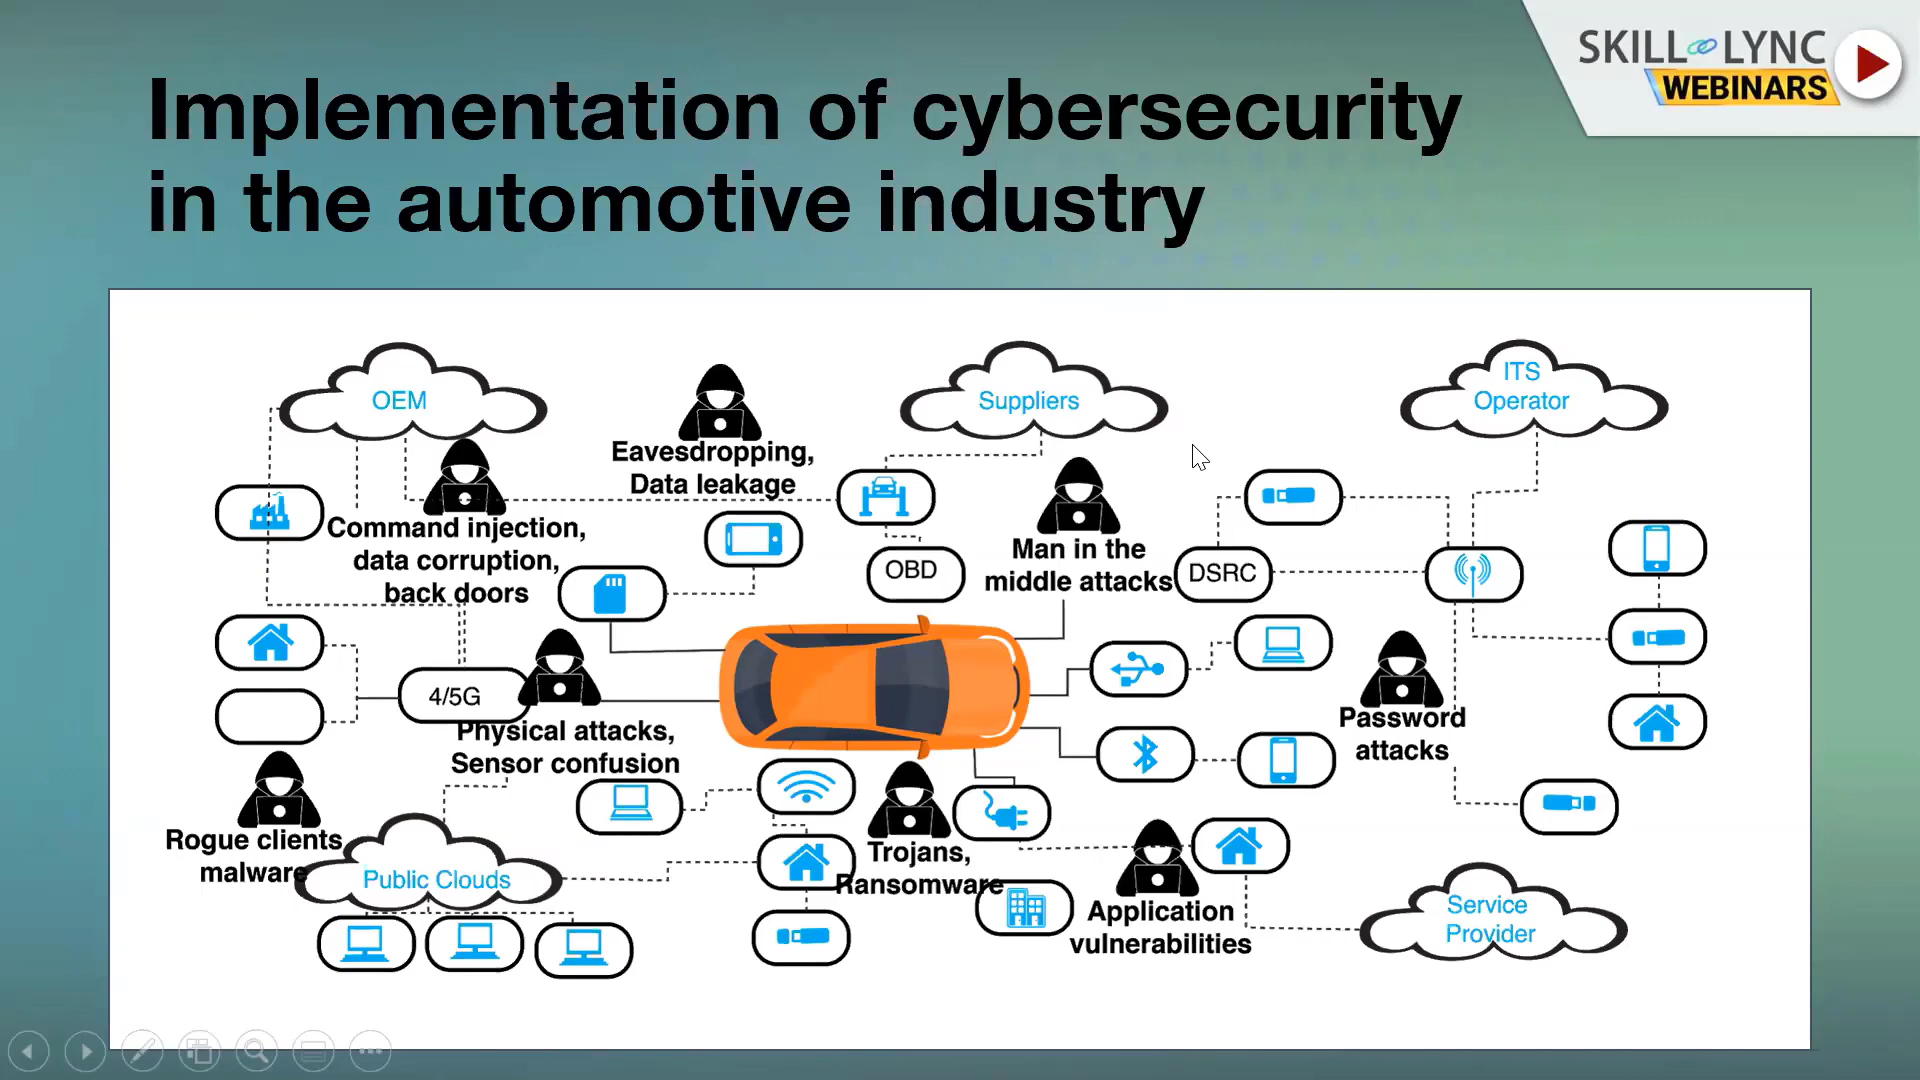 SKILL LYNC
WEBINARS
Implementation of cybersecurity
in the automotive industry
OEM
Suppliers
ITS
Operator
Eavesdropping,
Data leakage
Command injection,
data corruption,
back doors
OBD
Man in the
middle attacks
DSRC
4/5G
Physical attacks,
Sensor confusion
Password
attacks
Rogue clients
malware
Public Clouds
Trojans,
Ransomware
Application
vulnerabilities
Service
Provider